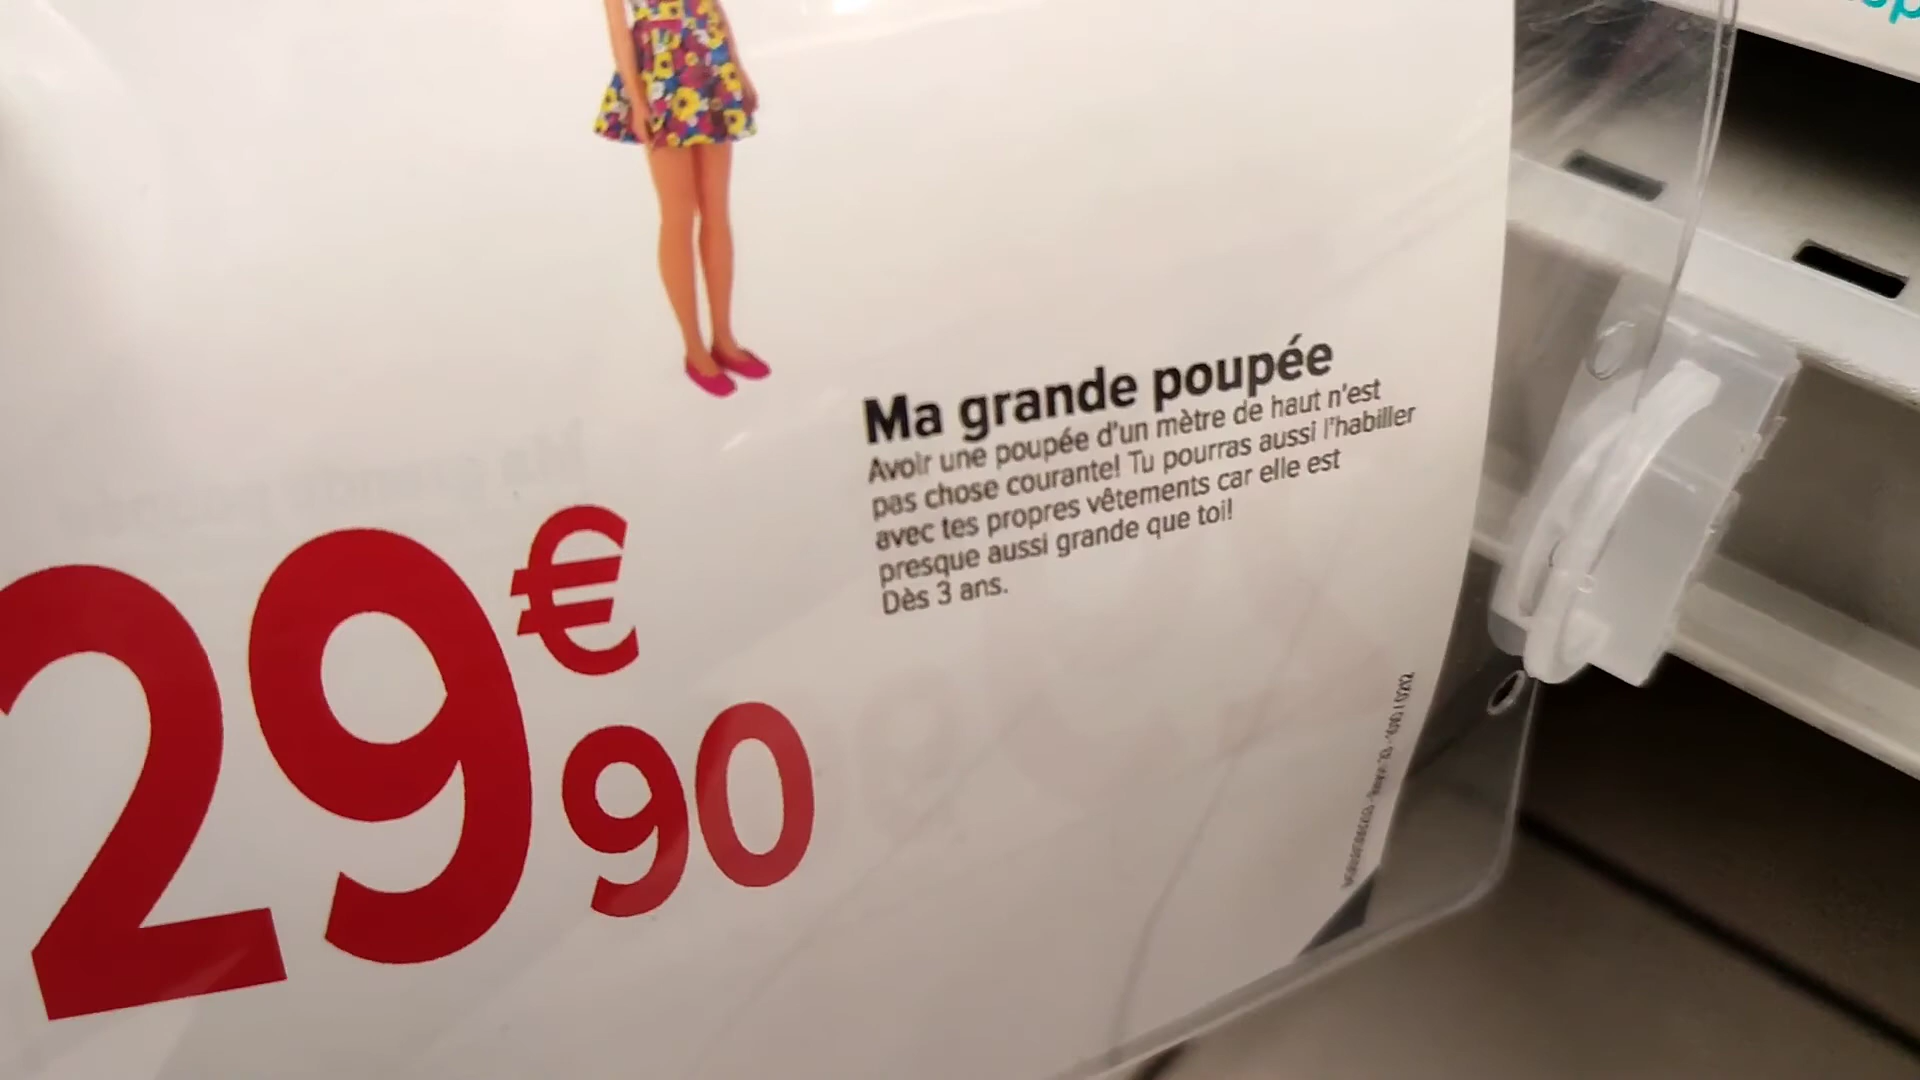 Ma grande poupée
Avoir une poupée d'un mètre de haut n'est
pas chose courante! Tu pourras aussi l'habiller
avec tes propres vêtements car elle est
presque aussi grande que toi!
Dès 3 ans.
29€
90